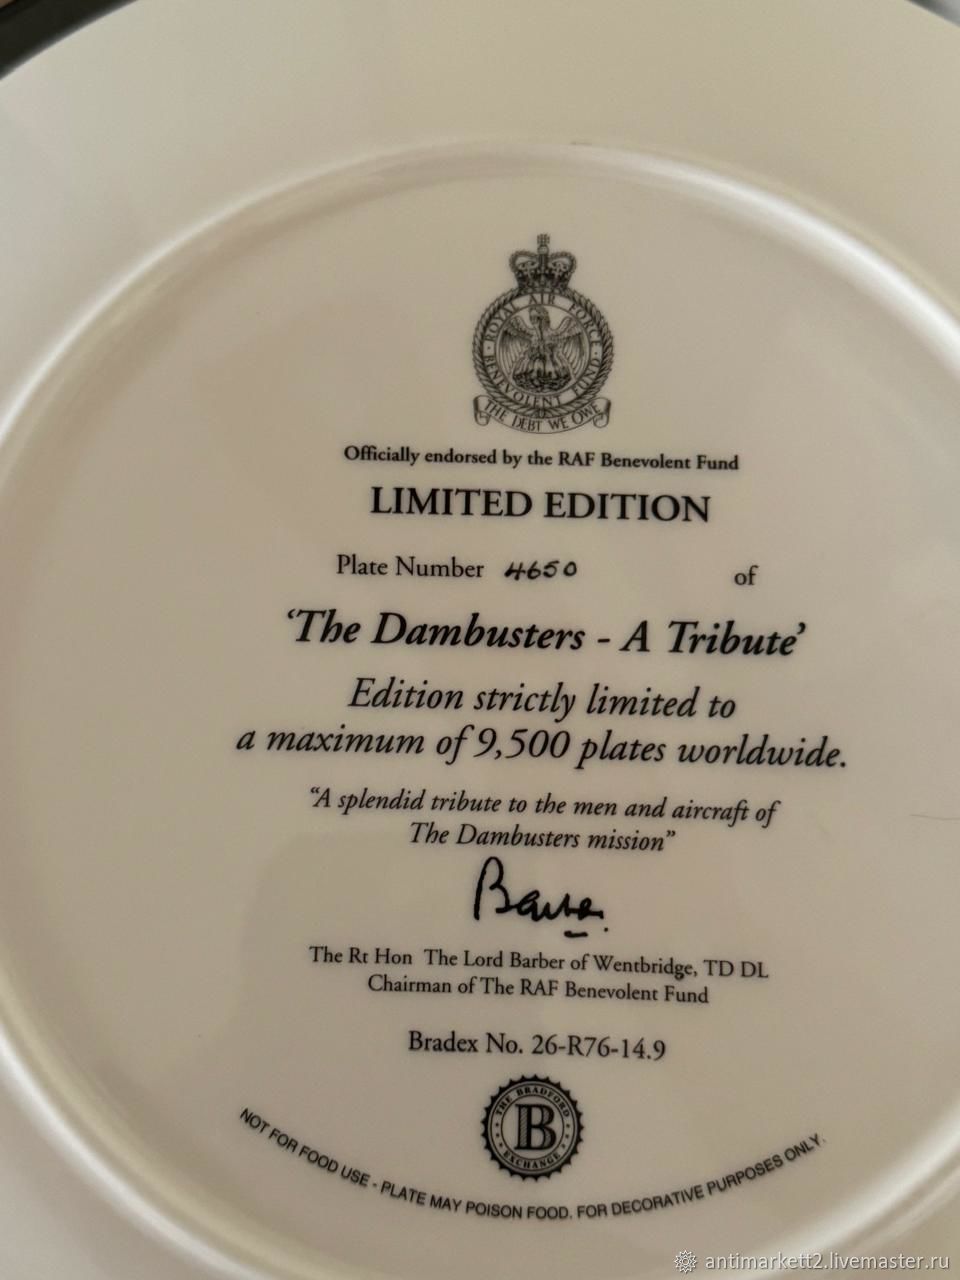 ROYAL AIR FORCE
BENEVOLENT FUND
THE DEBT WE OWE
Officially endorsed by the RAF Benevolent Fund
LIMITED EDITION
Plate Number 4650 of
‘The Dambusters - A Tribute’
Edition strictly limited to
a maximum of 9,500 plates worldwide.
“A splendid tribute to the men and aircraft of
The Dambusters mission”
Barber.
The Rt Hon The Lord Barber of Wentbridge, TD DL
Chairman of The RAF Benevolent Fund
Bradex No. 26-R76-14.9
THE BRADFORD
B
EXCHANGE
NOT FOR FOOD USE - PLATE MAY POISON FOOD. FOR DECORATIVE PURPOSES ONLY.
antimarkett2.livemaster.ru